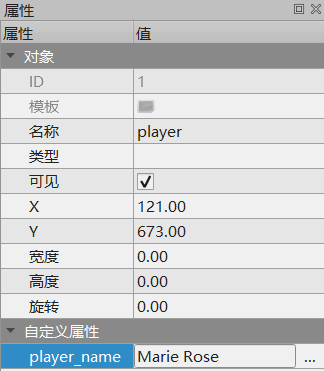 属性
属性 值
对象
ID 1
模板
名称 player
类型
可见
X 121.00
Y 673.00
宽度 0.00
高度 0.00
旋转 0.00
自定义属性
player_name Marie Rose ...